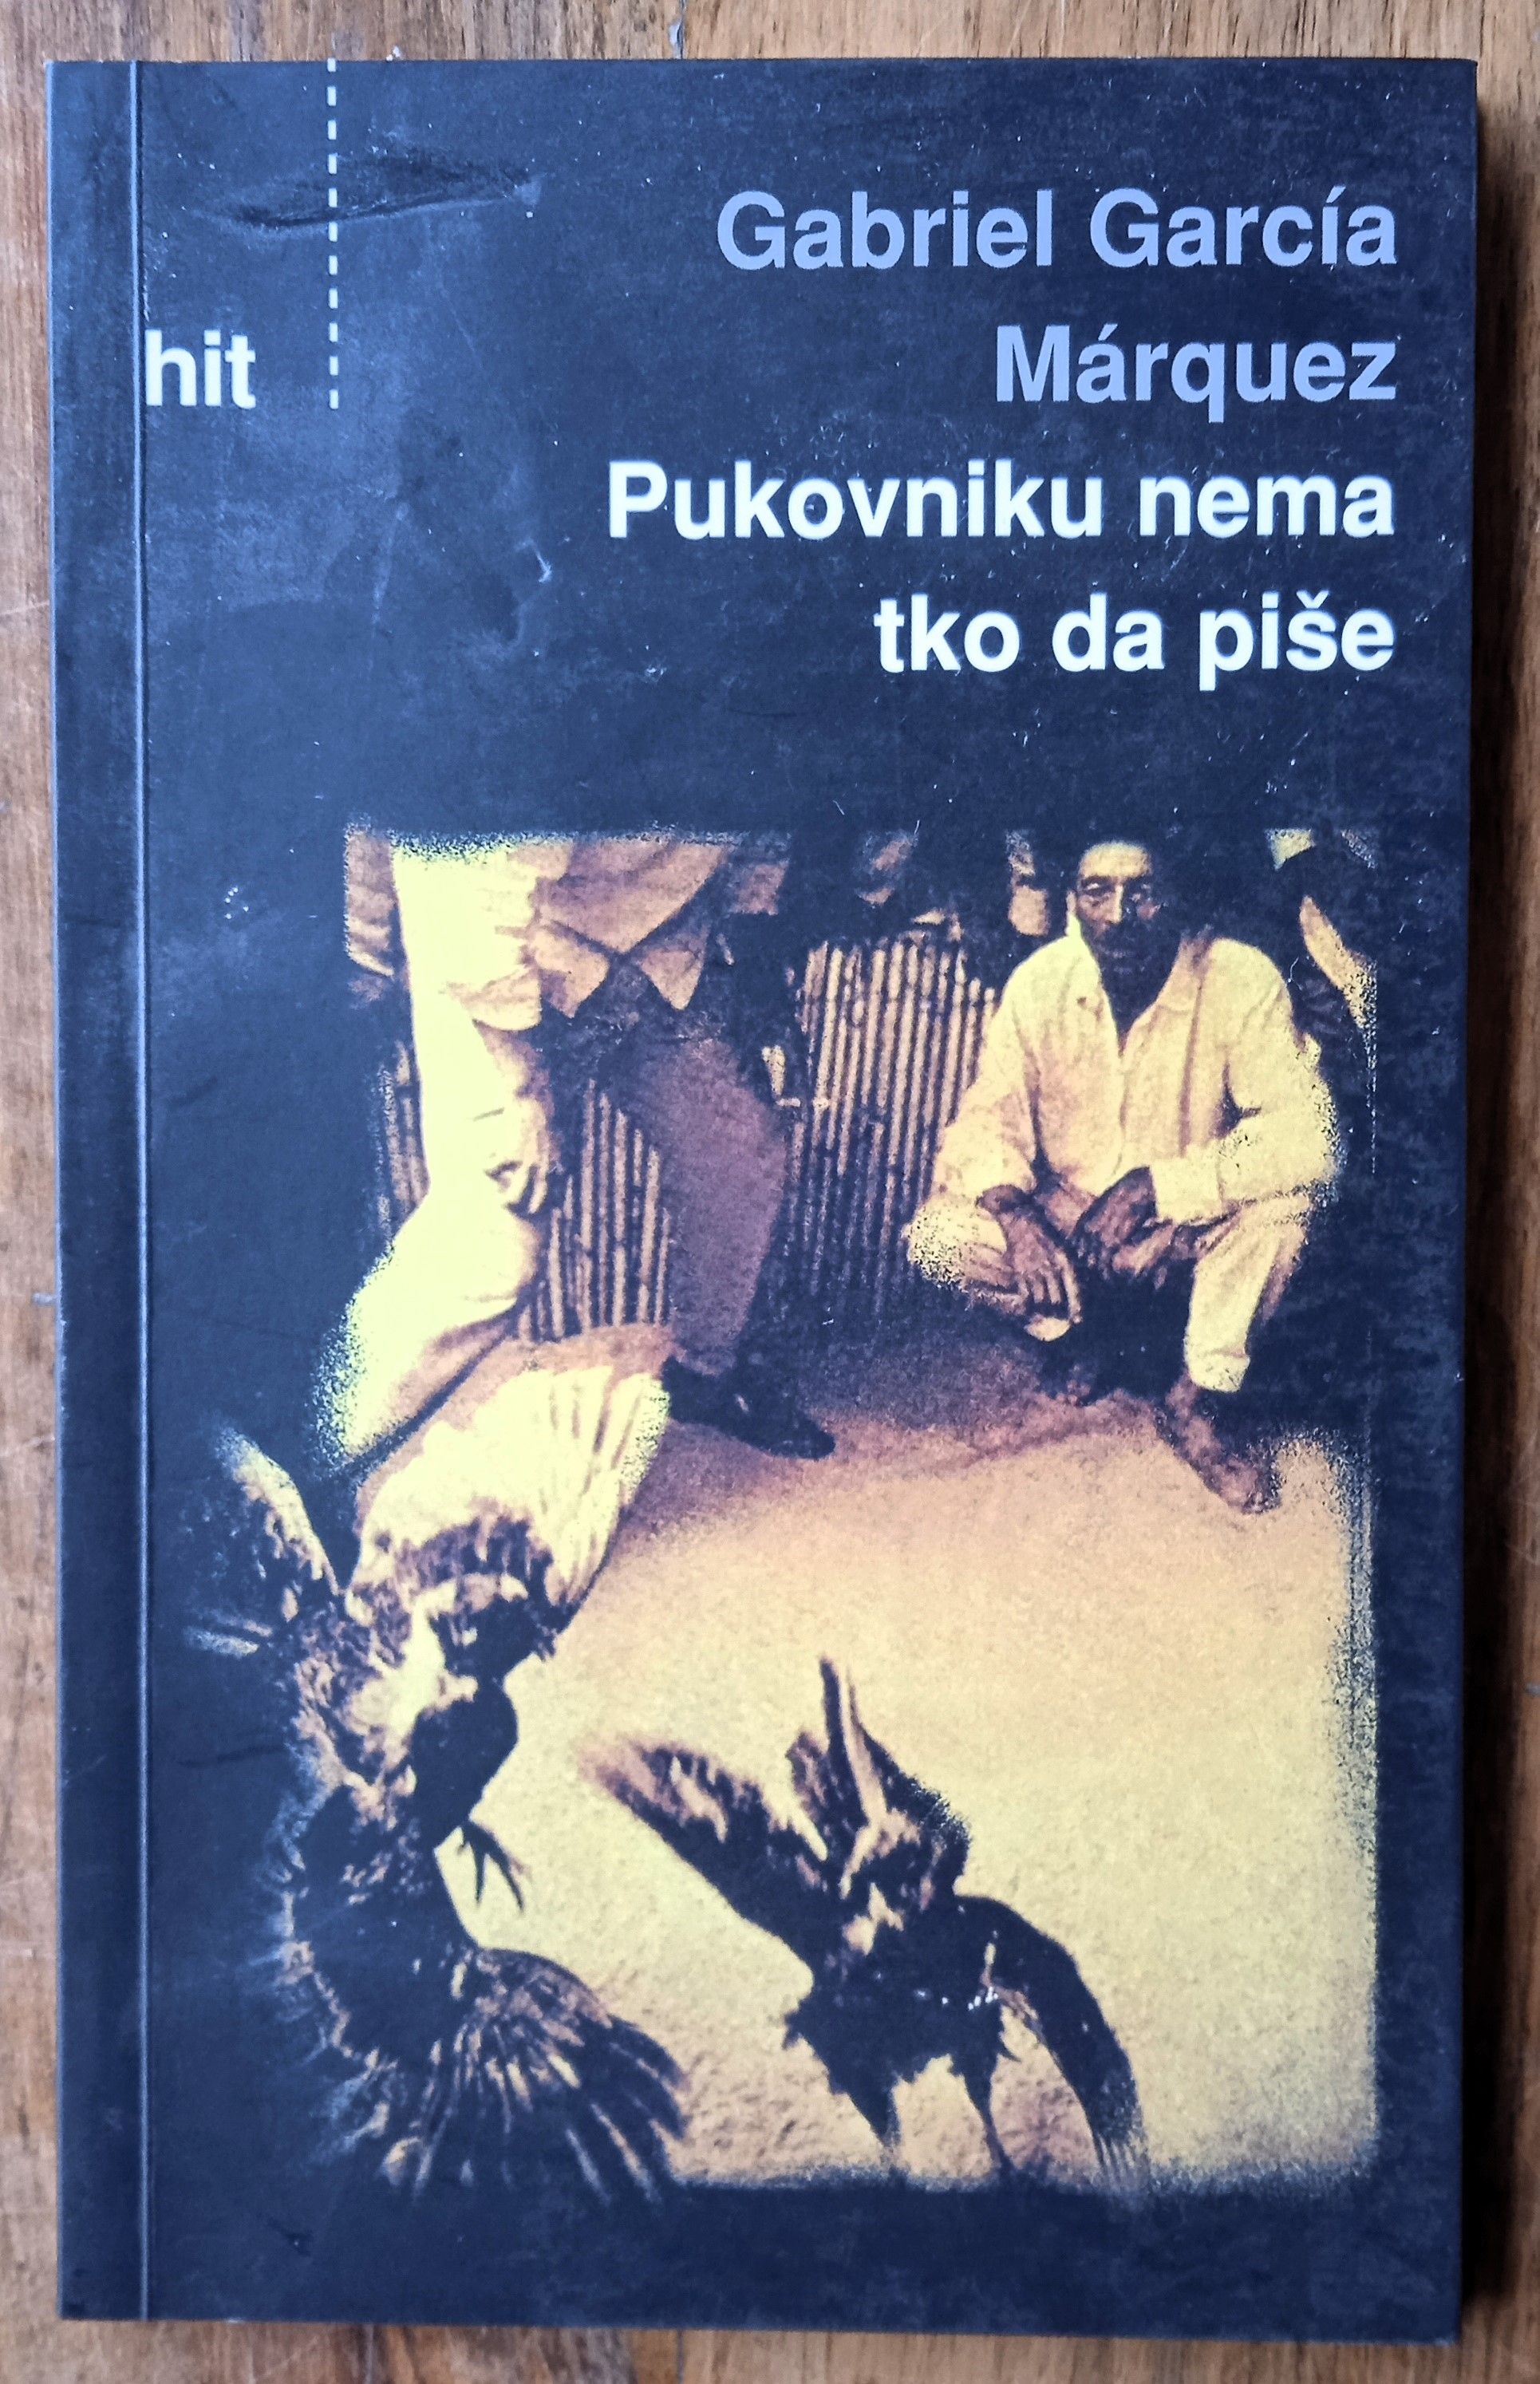 Gabriel García
hit
Márquez
Pukovniku nema
tko da piše